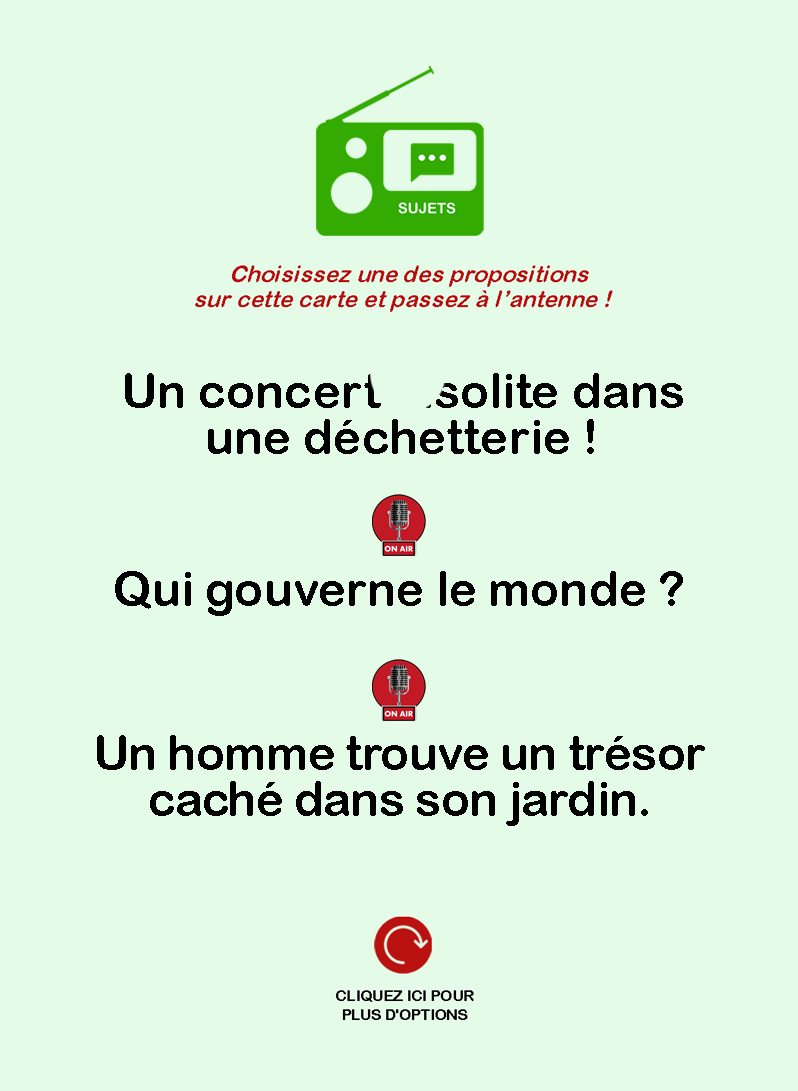 SUJETS
Choisissez une des propositions
sur cette carte et passez à l’antenne !
Un concert solite dans
une déchetterie !
ON AIR
Qui gouverne le monde ?
ON AIR
Un homme trouve un trésor
caché dans son jardin.
CLIQUEZ ICI POUR
PLUS D'OPTIONS